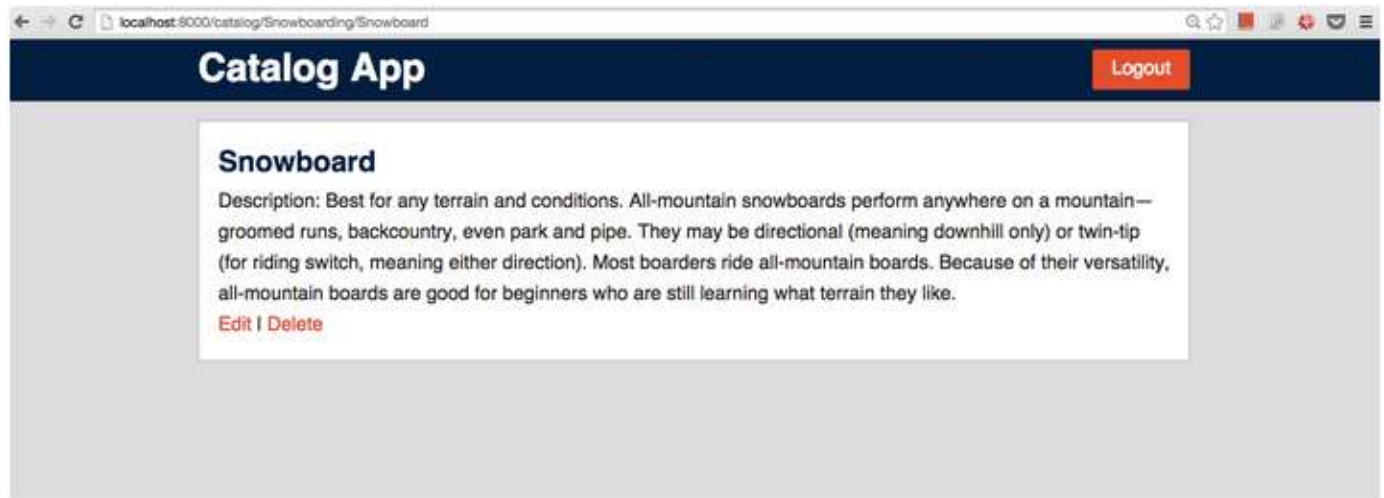 localhost:8000/catalog/Snowboarding/Snowboard
Catalog App
Logout
Snowboard
Description: Best for any terrain and conditions. All-mountain snowboards perform anywhere on a mountain—
groomed runs, backcountry, even park and pipe. They may be directional (meaning downhill only) or twin-tip
(for riding switch, meaning either direction). Most boarders ride all-mountain boards. Because of their versatility,
all-mountain boards are good for beginners who are still learning what terrain they like.
Edit | Delete